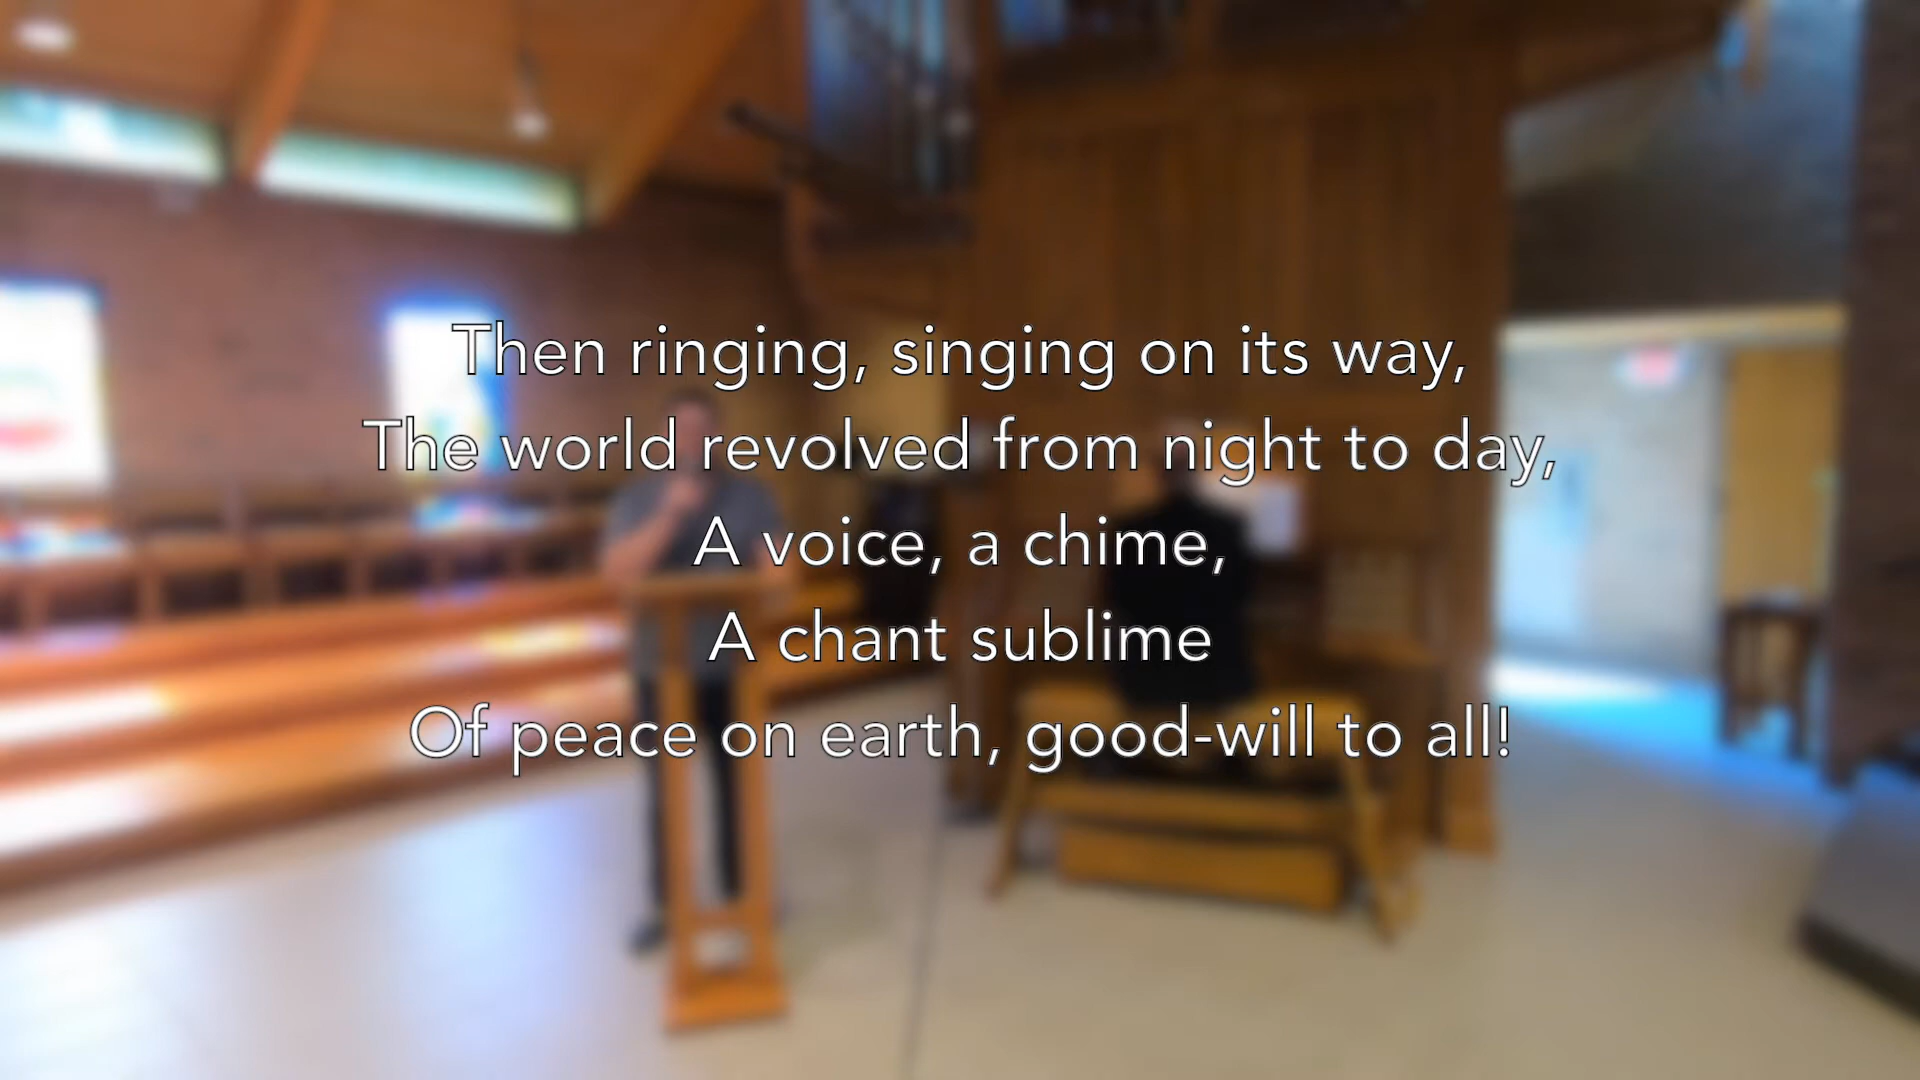 Then ringing, singing on its way,
The world revolved from night to day,
A voice, a chime,
A chant sublime
Of peace on earth, good-will to all!